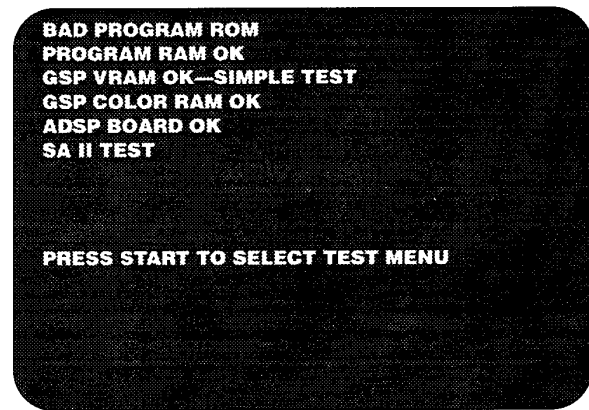 BAD PROGRAM ROM
PROGRAM RAM OK
GSP VRAM OK—SIMPLE TEST
GSP COLOR RAM OK
ADSP BOARD OK
SA II TEST
PRESS START TO SELECT TEST MENU